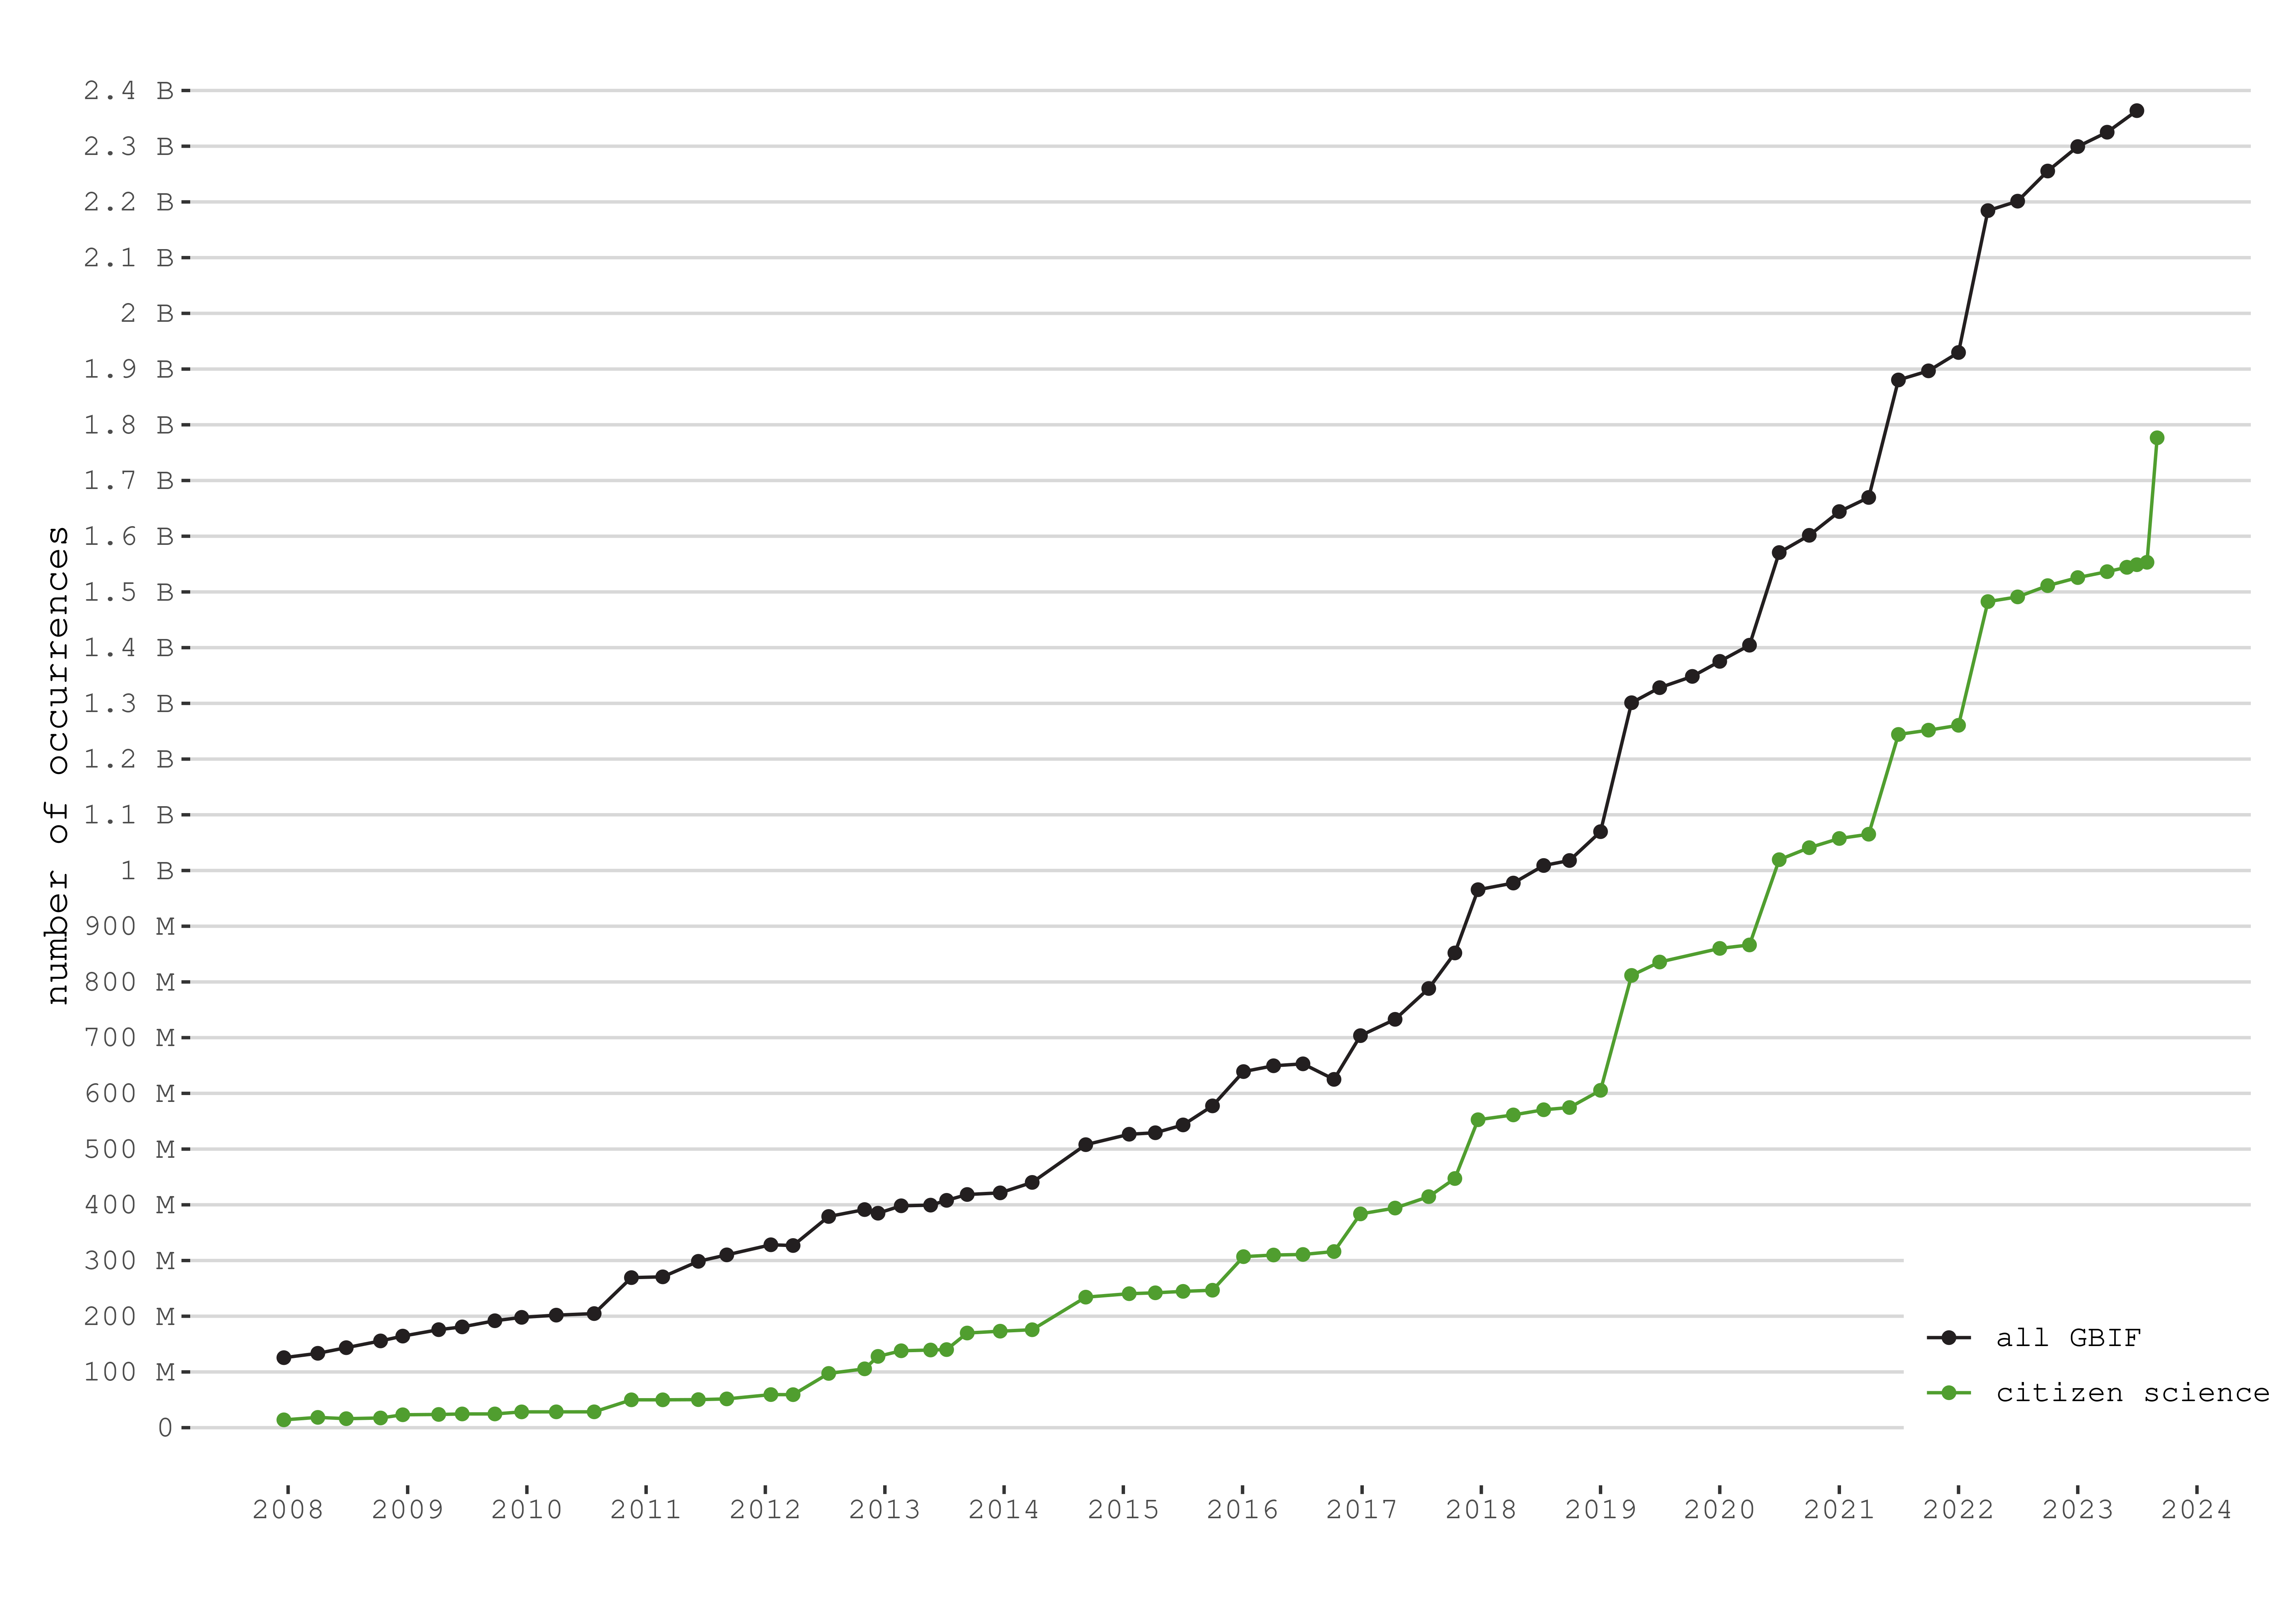 2.4 B
2.3 B
2.2 B
2.1 B
2 B
1.9 B
1.8 B
1.7 B
1.6 B
1.5 B
1.4 B
1.3 B
1.2 B
1.1 B
1 B
900 M
800 M
700 M
600 M
500 M
400 M
300 M
200 M
100 M
0
number of occurrences
all GBIF
citizen science
2008 2009 2010 2011 2012 2013 2014 2015 2016 2017 2018 2019 2020 2021 2022 2023 2024